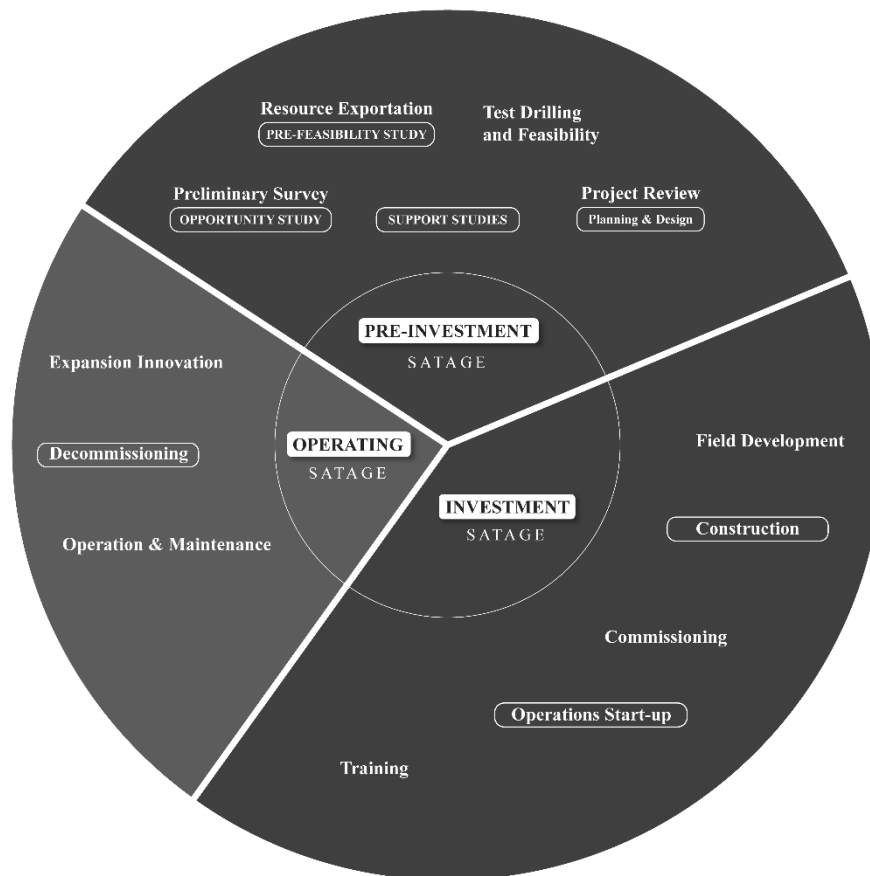 Resource Exportation
PRE-FEASIBILITY STUDY
Test Drilling
and Feasibility
Preliminary Survey
OPPORTUNITY STUDY
SUPPORT STUDIES
Project Review
Planning & Design
PRE-INVESTMENT
SATAGE
Expansion Innovation
Decommissioning
Operation & Maintenance
OPERATING
SATAGE
INVESTMENT
SATAGE
Field Development
Construction
Commissioning
Operations Start-up
Training